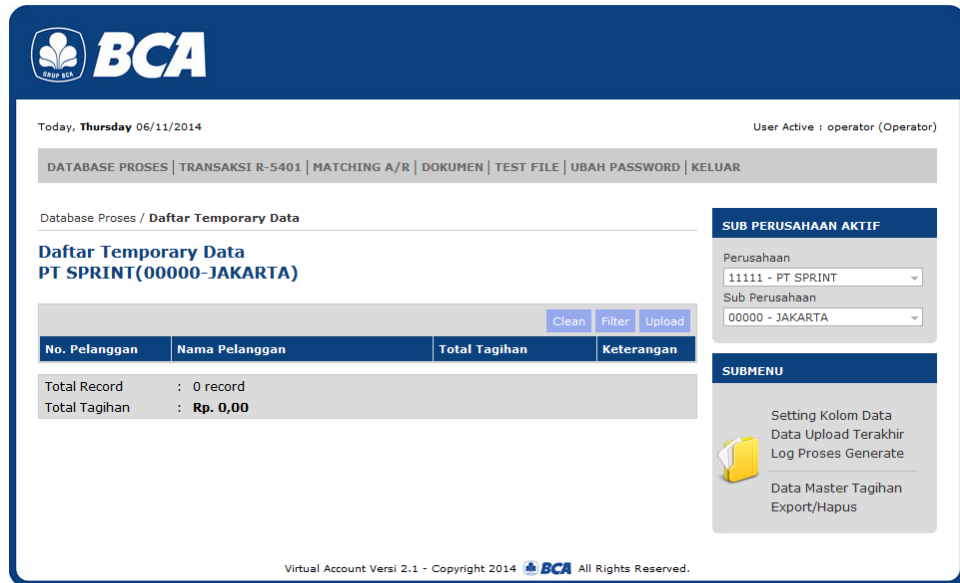 GRUP BCA
BCA
Today, Thursday 06/11/2014
User Active : operator (Operator)
DATABASE PROSES | TRANSAKSI R-5401 | MATCHING A/R | DOKUMEN | TEST FILE | UBAH PASSWORD | KELUAR
Database Proses / Daftar Temporary Data
Daftar Temporary Data
PT SPRINT(00000-JAKARTA)
Clean Filter Upload
No. Pelanggan Nama Pelanggan Total Tagihan Keterangan
Total Record : 0 record
Total Tagihan : Rp. 0,00
SUB PERUSAHAAN AKTIF
Perusahaan
11111 - PT SPRINT
Sub Perusahaan
00000 - JAKARTA
SUBMENU
Setting Kolom Data
Data Upload Terakhir
Log Proses Generate
Data Master Tagihan
Export/Hapus
Virtual Account Versi 2.1 - Copyright 2014 BCA All Rights Reserved.